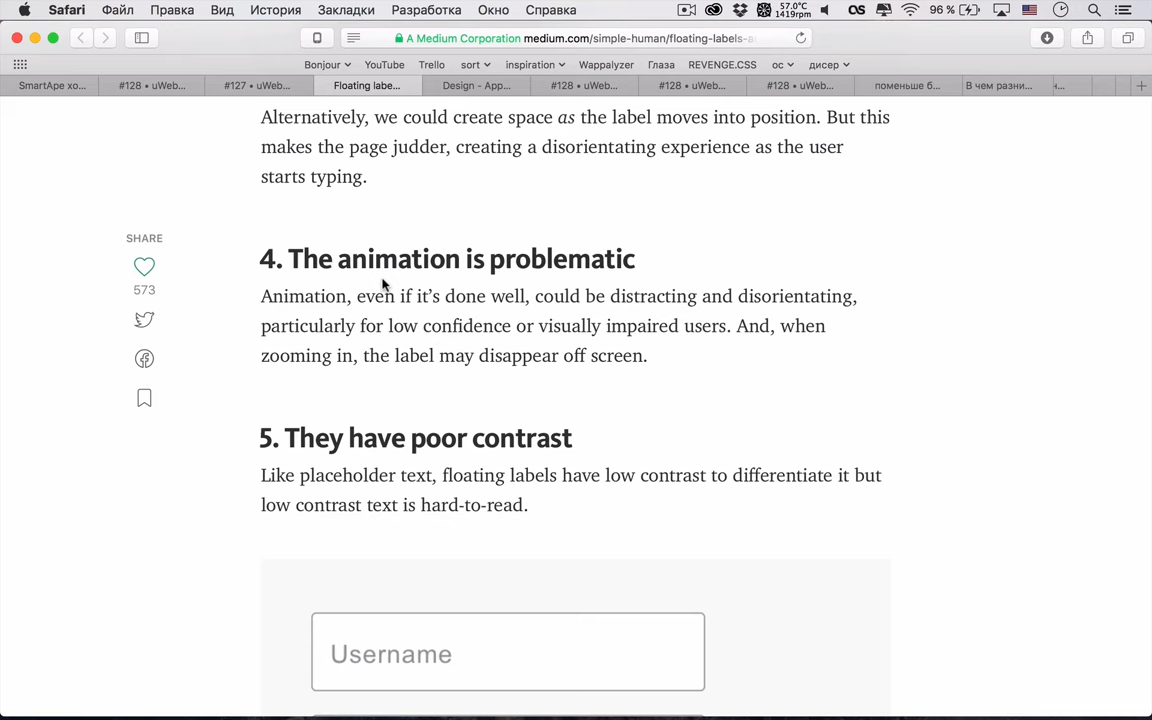 Safari Файл Правка Вид История Закладки Разработка Окно Справка 57.0°C 1419rpm OS 96 %
A Medium Corporation medium.com/simple-human/floating-labels-a
Bonjour YouTube Trello sort inspiration Wappalyzer Глаза REVENGE.CSS ос дисер
SmartApe хо... #128 – uWeb... #127 – uWeb... Floating labe... Design - App... #128 – uWeb... #128 – uWeb... #128 – uWeb... поменьше б... В чем разни...
Alternatively, we could create space as the label moves into position. But this
makes the page judder, creating a disorientating experience as the user
starts typing.
SHARE
573
4. The animation is problematic
Animation, even if it’s done well, could be distracting and disorientating,
particularly for low confidence or visually impaired users. And, when
zooming in, the label may disappear off screen.
5. They have poor contrast
Like placeholder text, floating labels have low contrast to differentiate it but
low contrast text is hard-to-read.
Username